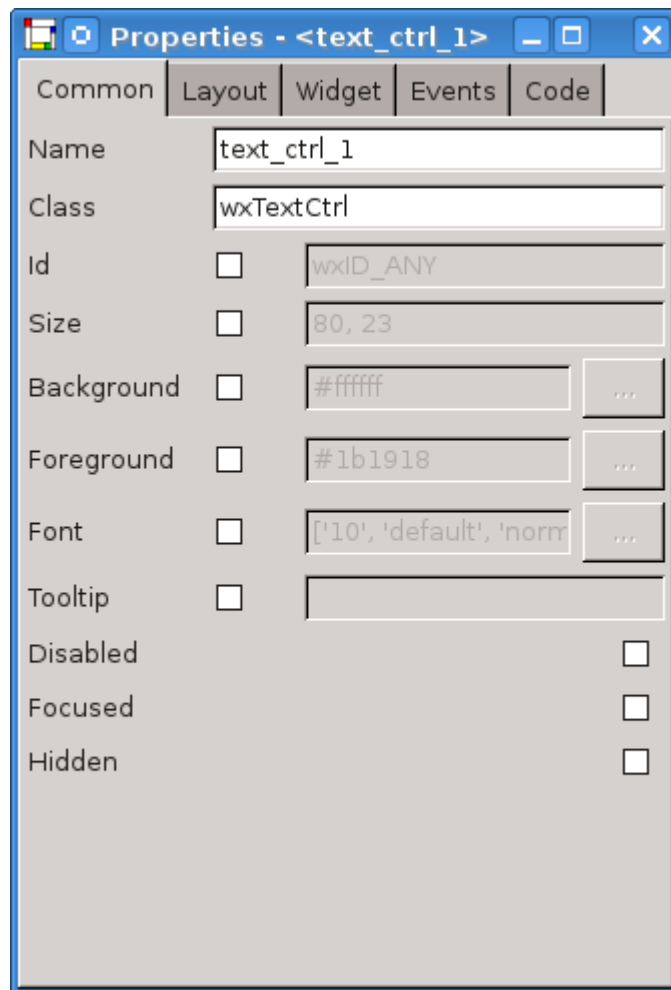 Properties - <text_ctrl_1>
Common Layout Widget Events Code
Name text_ctrl_1
Class wxTextCtrl
Id wxID_ANY
Size 80, 23
Background #ffffff ...
Foreground #1b1918 ...
Font ['10', 'default', 'norm ...
Tooltip
Disabled
Focused
Hidden